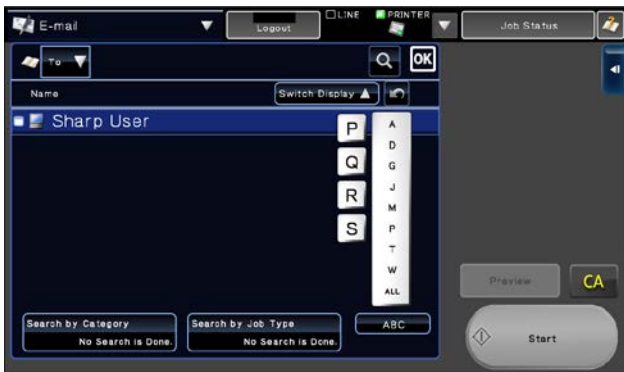 E-mail
Logout
LINE
PRINTER
Job Status
To
OK
Name
Switch Display
Sharp User
P
Q
R
S
A
D
G
J
M
P
T
W
ALL
Preview
CA
Search by Category
No Search is Done.
Search by Job Type
No Search is Done.
ABC
Start